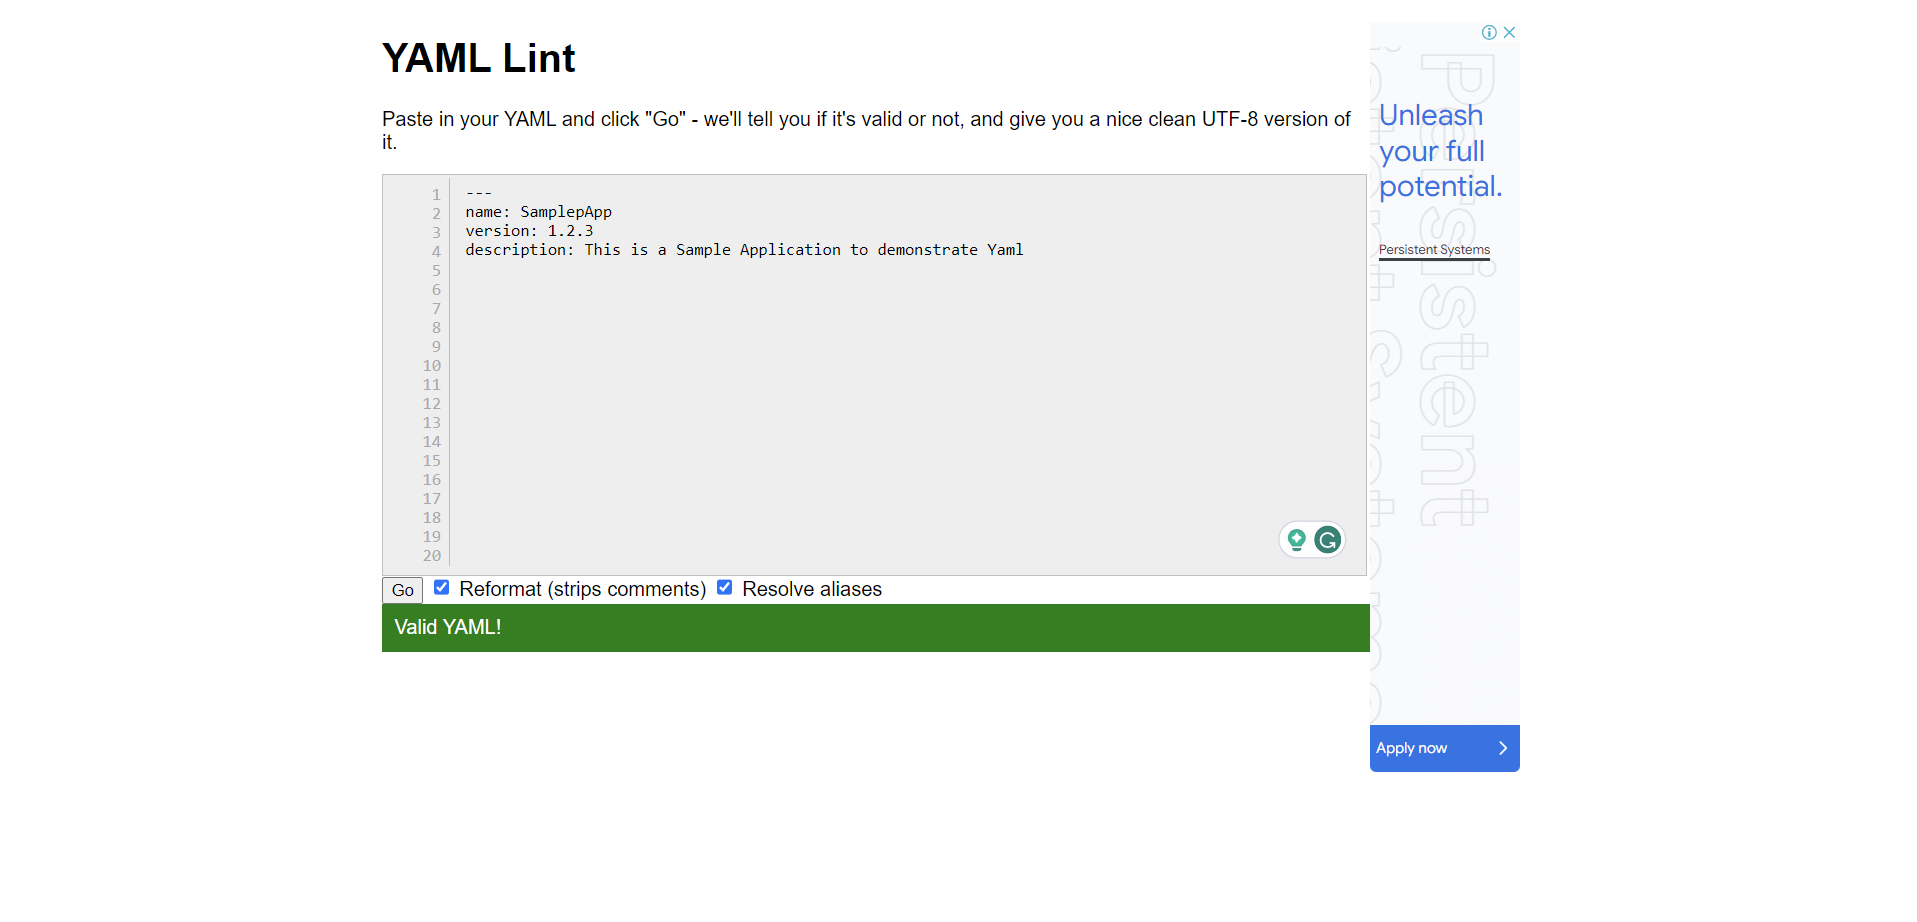 YAML Lint
Paste in your YAML and click "Go" - we'll tell you if it's valid or not, and give you a nice clean UTF-8 version of
it.
1 ---
2 name: SamplepApp
3 version: 1.2.3
4 description: This is a Sample Application to demonstrate Yaml
5
6
7
8
9
10
11
12
13
14
15
16
17
18
19
20
Go Reformat (strips comments) Resolve aliases
Valid YAML!
Unleash
your full
potential.
Persistent Systems
Persistent
Apply now